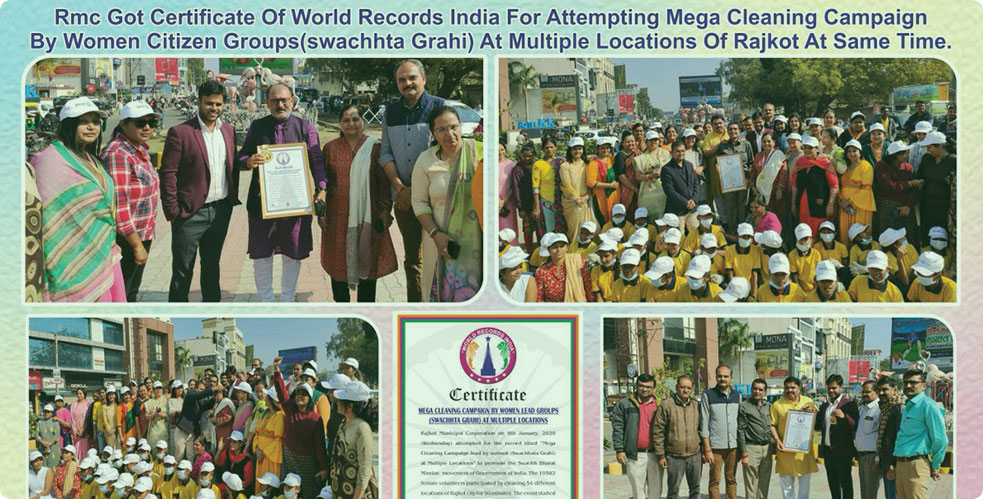 Rmc Got Certificate Of World Records India For Attempting Mega Cleaning Campaign
By Women Citizen Groups(swachhta Grahi) At Multiple Locations Of Rajkot At Same Time.
MONA
MONA
WORLD RECORDS INDIA
Certificate
MEGA CLEANING CAMPAIGN BY WOMEN LEAD GROUPS
(SWACHHTA GRAHI) AT MULTIPLE LOCATIONS
Rajkot Municipal Corporation on 8th January, 2020
(Wednesday) attempted for the record titled "Mega
Cleaning Campaign lead by women (Swachhata Grahi)
at Multiple Locations" to promote the Swachh Bharat
Mission movement of Government of India. The 10502
female volunteers participated by cleaning 54 different
locations of Rajkot city for 90 minutes. The event started